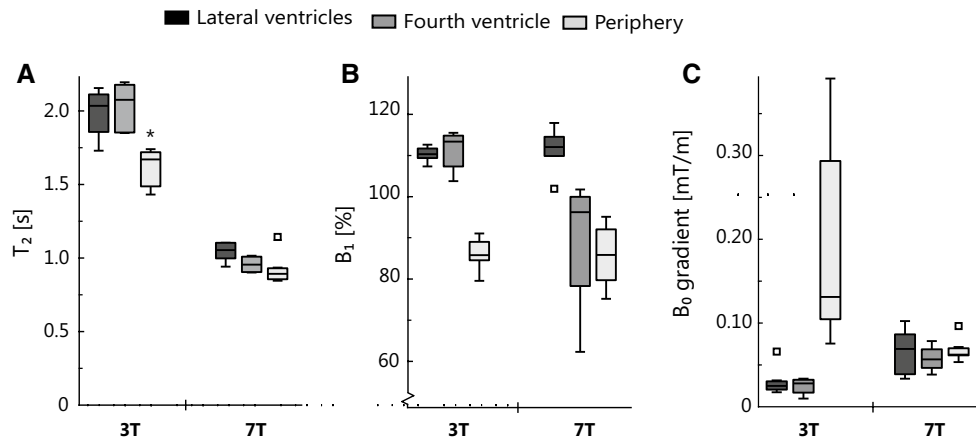 Lateral ventricles Fourth ventricle Periphery
A
T₂ [s]
2.0
1.5
1.0
0.5
0
*
3T 7T
B
B₁ [%]
120
100
80
60
3T 7T
C
B₀ gradient [mT/m]
0.30
0.20
0.10
0
3T 7T